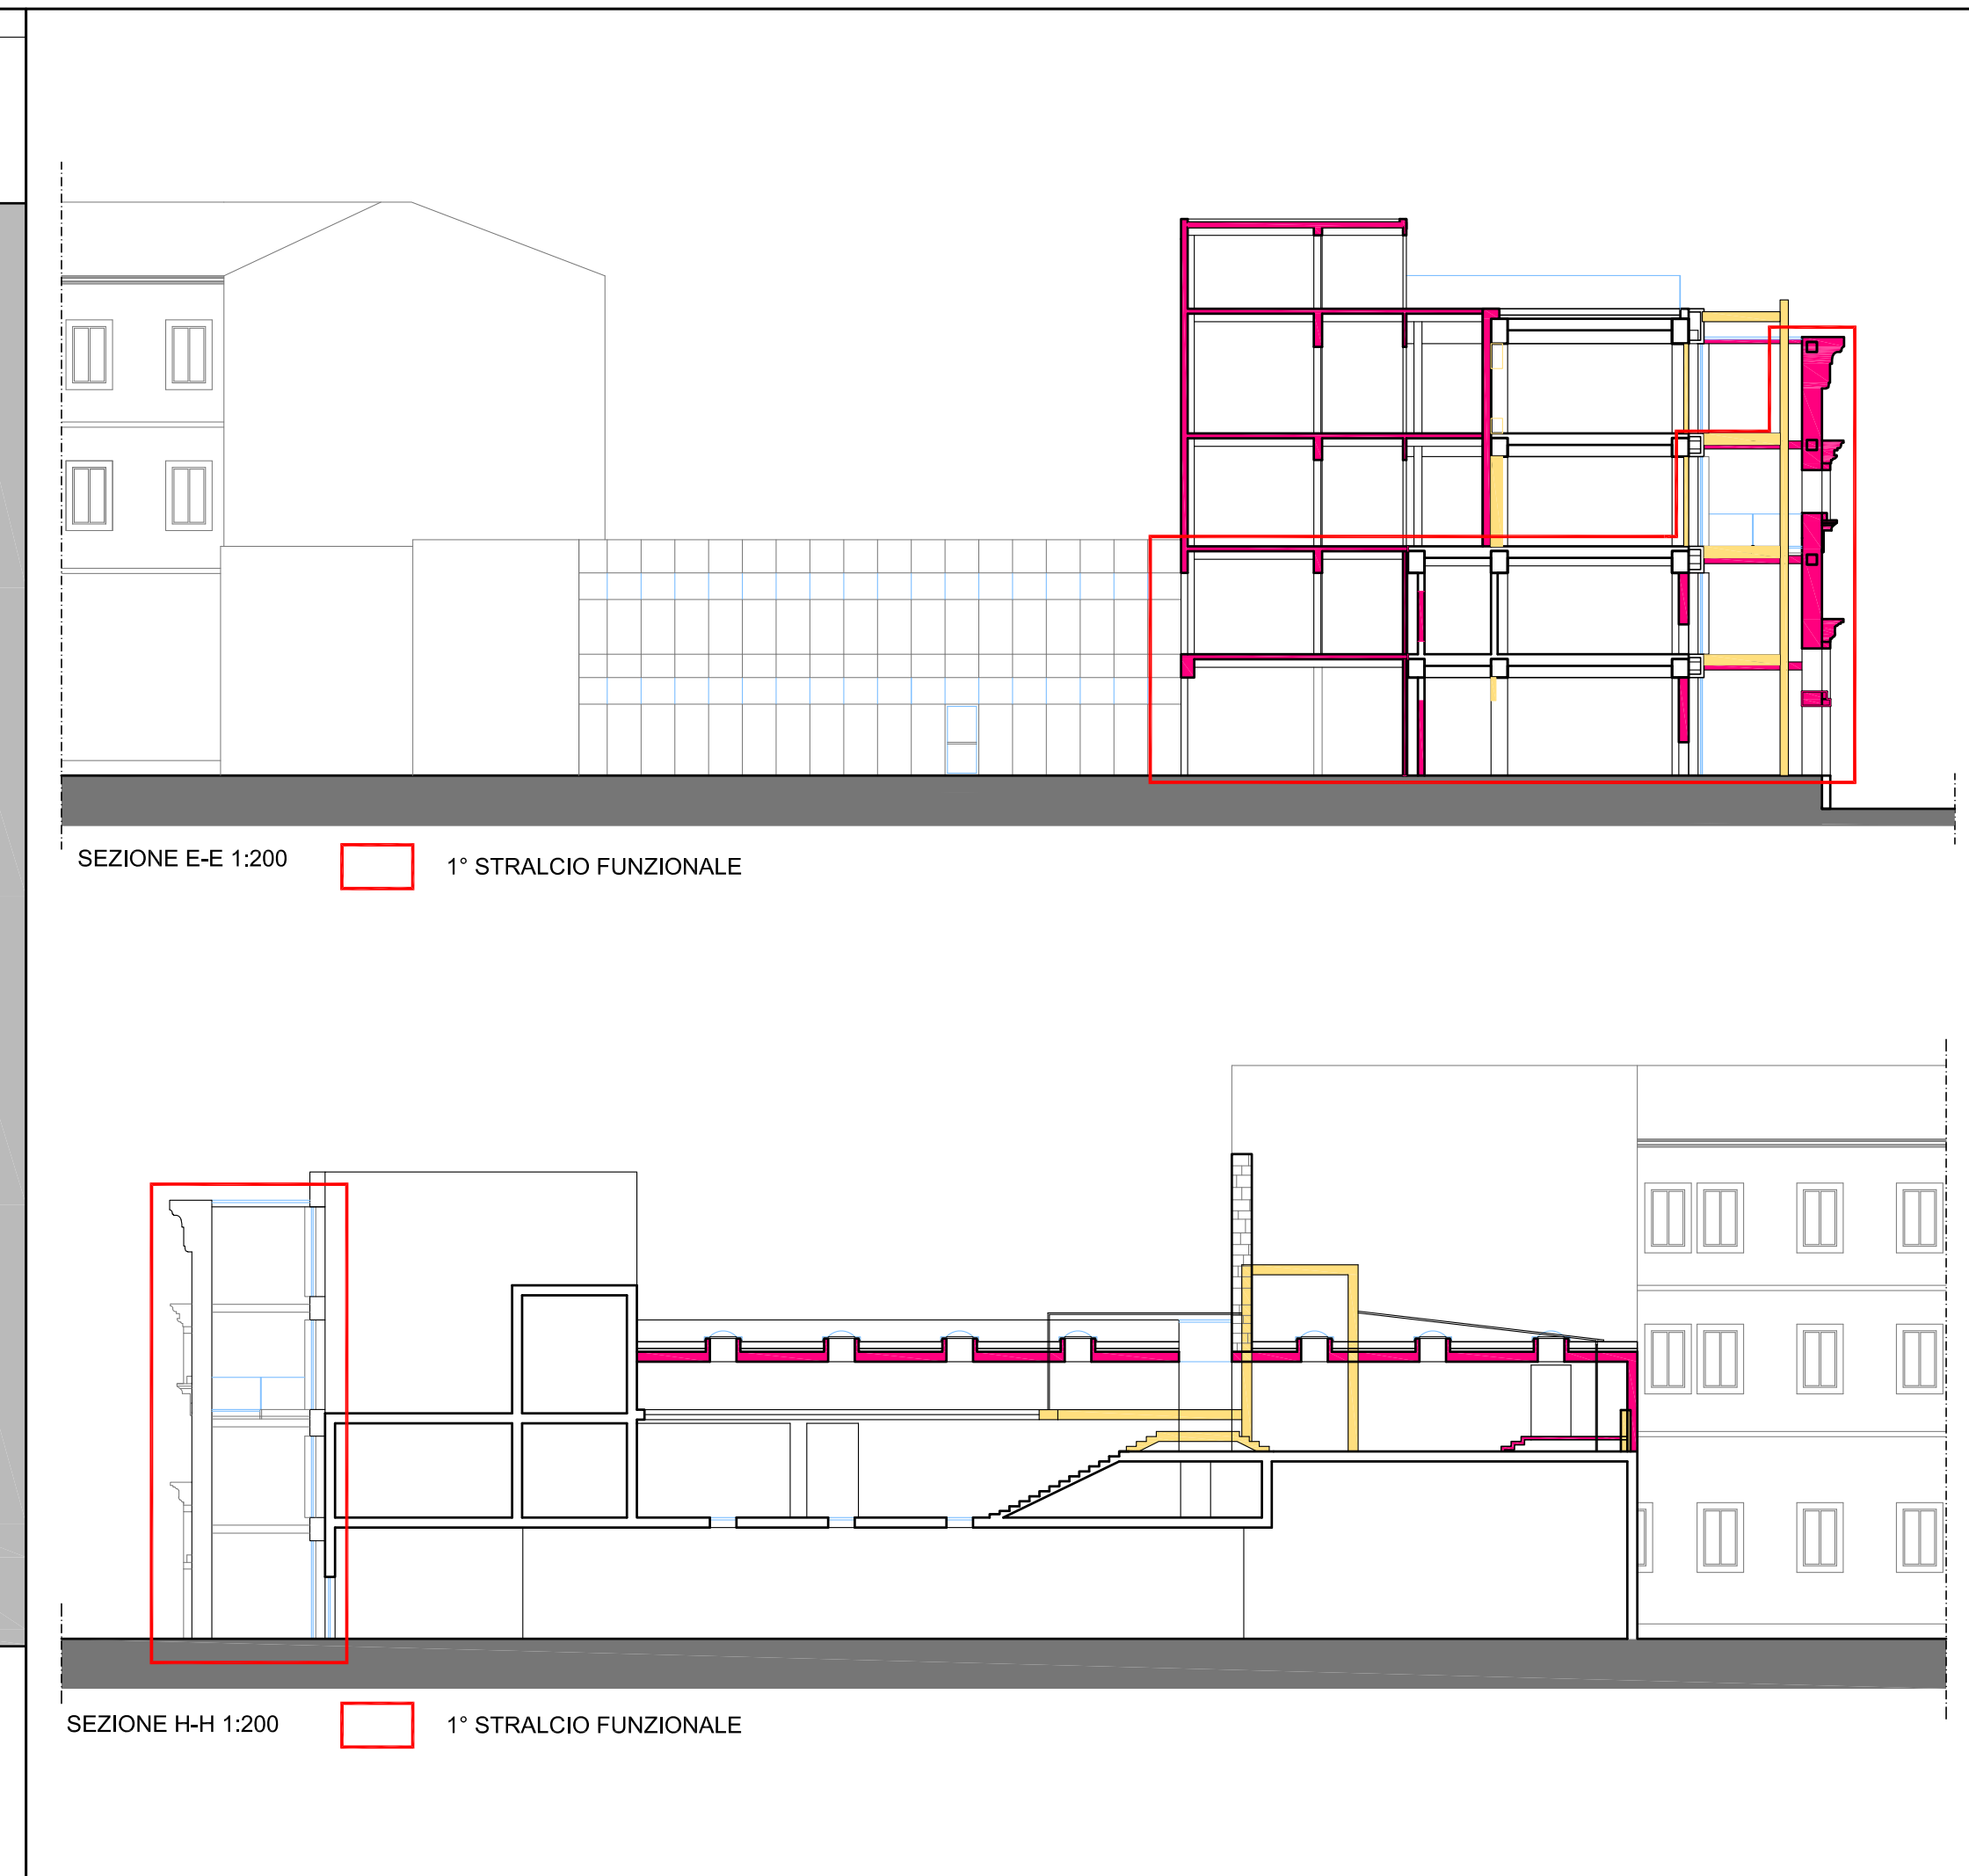 SEZIONE E-E 1:200
1° STRALCIO FUNZIONALE
SEZIONE H-H 1:200
1° STRALCIO FUNZIONALE